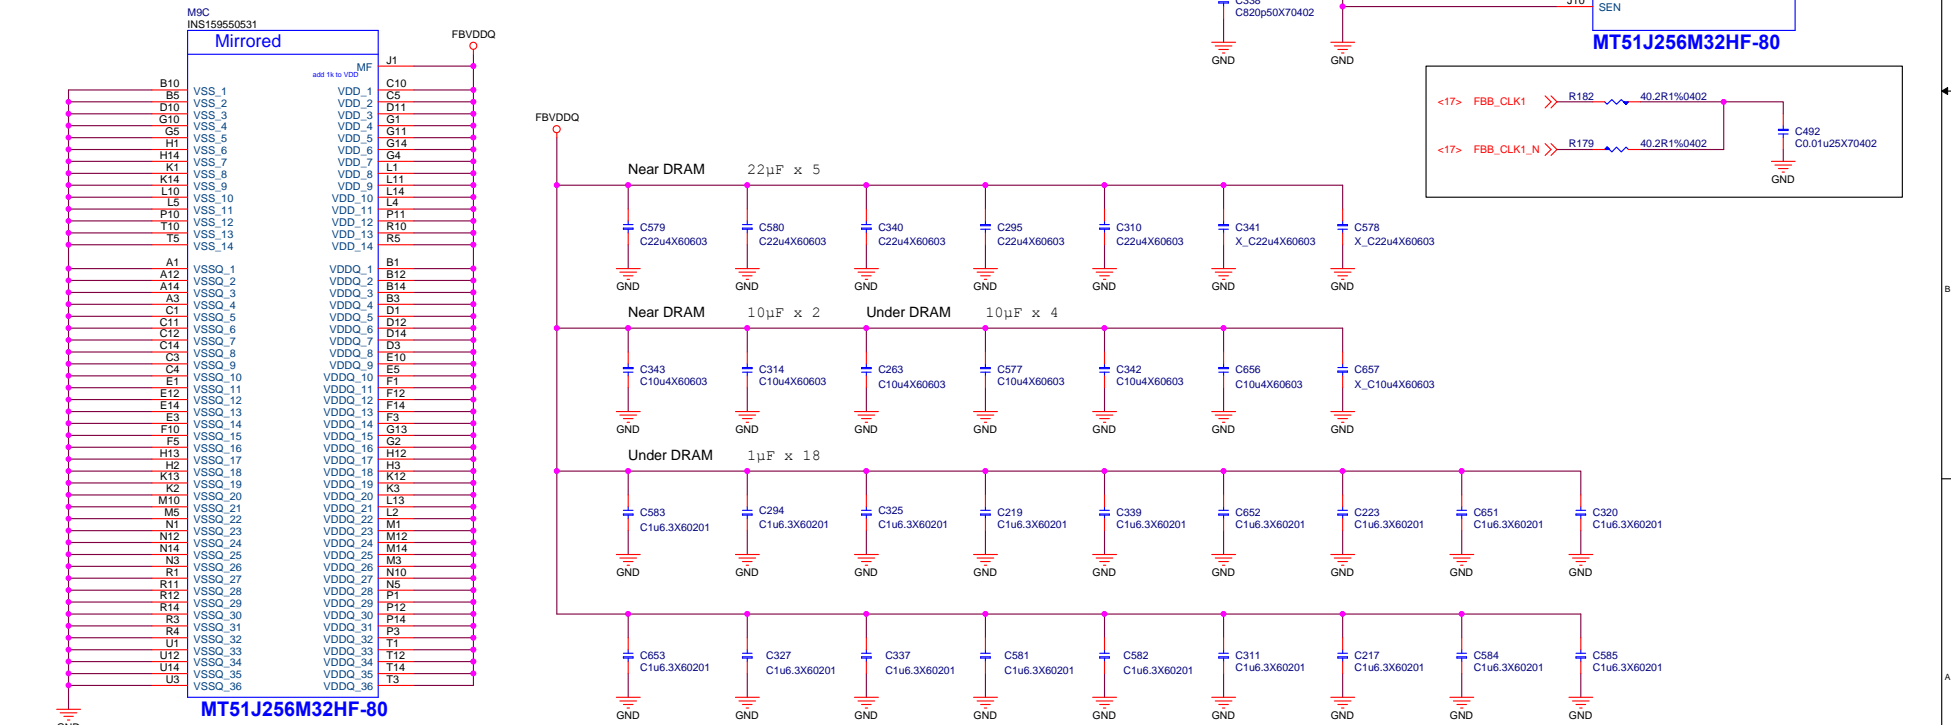 M9C
INS159550531
Mirrored
FBVDDQ
MF J1
add 1k to VDD
B10 VSS_1 VDD_1 C10
B5 VSS_2 VDD_2 C5
D10 VSS_3 VDD_3 D11
G10 VSS_4 VDD_4 G1
G5 VSS_5 VDD_5 G11
H1 VSS_6 VDD_6 G14
H14 VSS_7 VDD_7 G4
K1 VSS_8 VDD_8 L1
K14 VSS_9 VDD_9 L11
L10 VSS_10 VDD_10 L14
L5 VSS_11 VDD_11 L4
P10 VSS_12 VDD_12 P11
T10 VSS_13 VDD_13 R10
T5 VSS_14 VDD_14 R5
A1 VSSQ_1 VDDQ_1 B1
A12 VSSQ_2 VDDQ_2 B12
A14 VSSQ_3 VDDQ_3 B14
A3 VSSQ_4 VDDQ_4 B3
C1 VSSQ_5 VDDQ_5 D1
C11 VSSQ_6 VDDQ_6 D12
C12 VSSQ_7 VDDQ_7 D14
C14 VSSQ_8 VDDQ_8 D3
C3 VSSQ_9 VDDQ_9 E10
C4 VSSQ_10 VDDQ_10 E5
E1 VSSQ_11 VDDQ_11 F1
E12 VSSQ_12 VDDQ_12 F12
E14 VSSQ_13 VDDQ_13 F14
E3 VSSQ_14 VDDQ_14 F3
F10 VSSQ_15 VDDQ_15 G13
F5 VSSQ_16 VDDQ_16 G2
H13 VSSQ_17 VDDQ_17 H12
H2 VSSQ_18 VDDQ_18 H3
K13 VSSQ_19 VDDQ_19 K12
K2 VSSQ_20 VDDQ_20 K3
M10 VSSQ_21 VDDQ_21 L13
M5 VSSQ_22 VDDQ_22 L2
N1 VSSQ_23 VDDQ_23 M1
N12 VSSQ_24 VDDQ_24 M12
N14 VSSQ_25 VDDQ_25 M14
N3 VSSQ_26 VDDQ_26 M3
R1 VSSQ_27 VDDQ_27 N10
R11 VSSQ_28 VDDQ_28 N5
R12 VSSQ_29 VDDQ_29 P1
R14 VSSQ_30 VDDQ_30 P12
R3 VSSQ_31 VDDQ_31 P14
R4 VSSQ_32 VDDQ_32 P3
U1 VSSQ_33 VDDQ_33 T1
U12 VSSQ_34 VDDQ_34 T12
U14 VSSQ_35 VDDQ_35 T14
U3 VSSQ_36 VDDQ_36 T3
MT51J256M32HF-80
GND
C338
C820p50X70402
GND GND
J10 SEN
MT51J256M32HF-80
<17> FBB_CLK1 R182 40.2R1%0402
<17> FBB_CLK1_N R179 40.2R1%0402
C492
C0.01u25X70402
GND
FBVDDQ
Near DRAM 22µF x 5
C579 C580 C340 C295 C310 C341 C578
C22u4X60603 C22u4X60603 C22u4X60603 C22u4X60603 C22u4X60603 X_C22u4X60603 X_C22u4X60603
GND GND GND GND GND GND GND
Near DRAM 10µF x 2 Under DRAM 10µF x 4
C343 C314 C263 C577 C342 C656 C657
C10u4X60603 C10u4X60603 C10u4X60603 C10u4X60603 C10u4X60603 C10u4X60603 X_C10u4X60603
GND GND GND GND GND GND GND
Under DRAM 1µF x 18
C583 C294 C325 C219 C339 C652 C223 C651 C320
C1u6.3X60201 C1u6.3X60201 C1u6.3X60201 C1u6.3X60201 C1u6.3X60201 C1u6.3X60201 C1u6.3X60201 C1u6.3X60201 C1u6.3X60201
GND GND GND GND GND GND GND GND GND
C653 C327 C337 C581 C582 C311 C217 C584 C585
C1u6.3X60201 C1u6.3X60201 C1u6.3X60201 C1u6.3X60201 C1u6.3X60201 C1u6.3X60201 C1u6.3X60201 C1u6.3X60201 C1u6.3X60201
GND GND GND GND GND GND GND GND GND
B
A